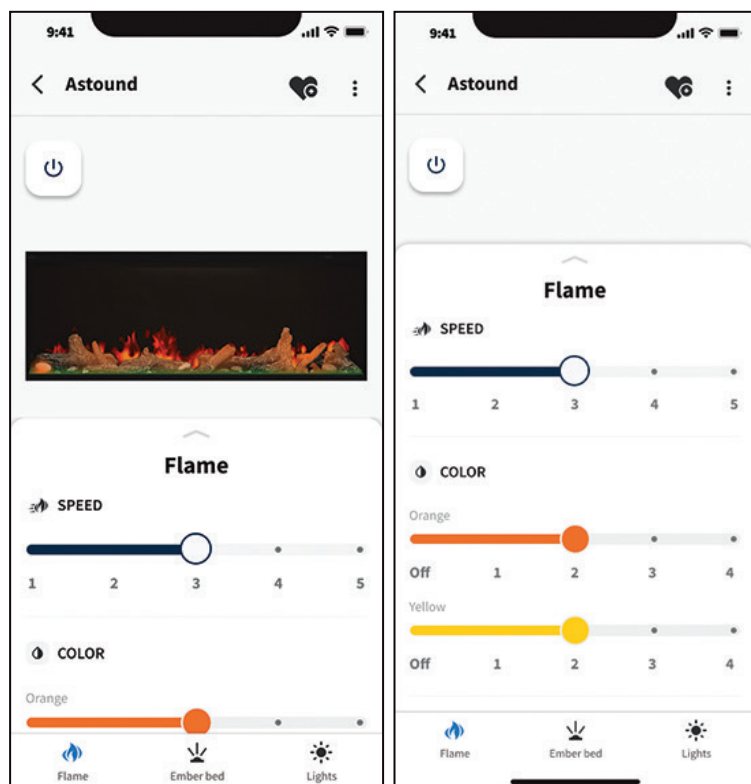 9:41
Astound
Flame
SPEED
1 2 3 4 5
COLOR
Orange
Flame Ember bed Lights
9:41
Astound
Flame
SPEED
1 2 3 4 5
COLOR
Orange
Off 1 2 3 4
Yellow
Off 1 2 3 4
Flame Ember bed Lights